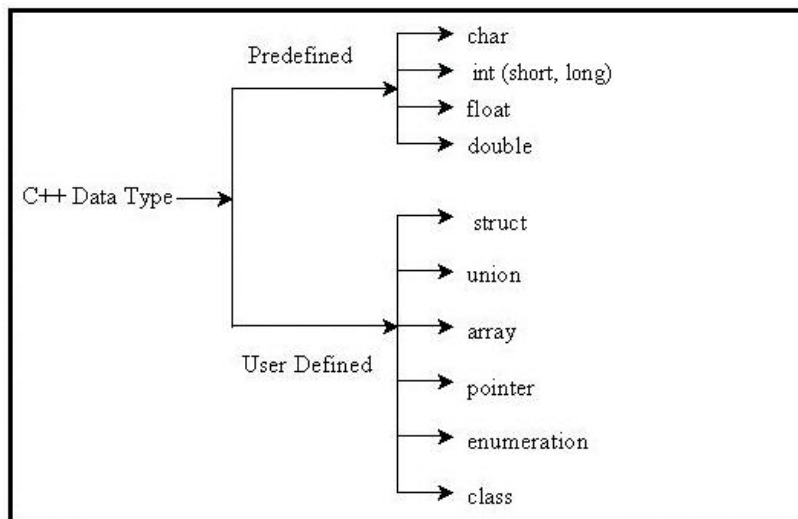 char
Predefined
int (short, long)
float
double
C++ Data Type
struct
union
array
User Defined
pointer
enumeration
class